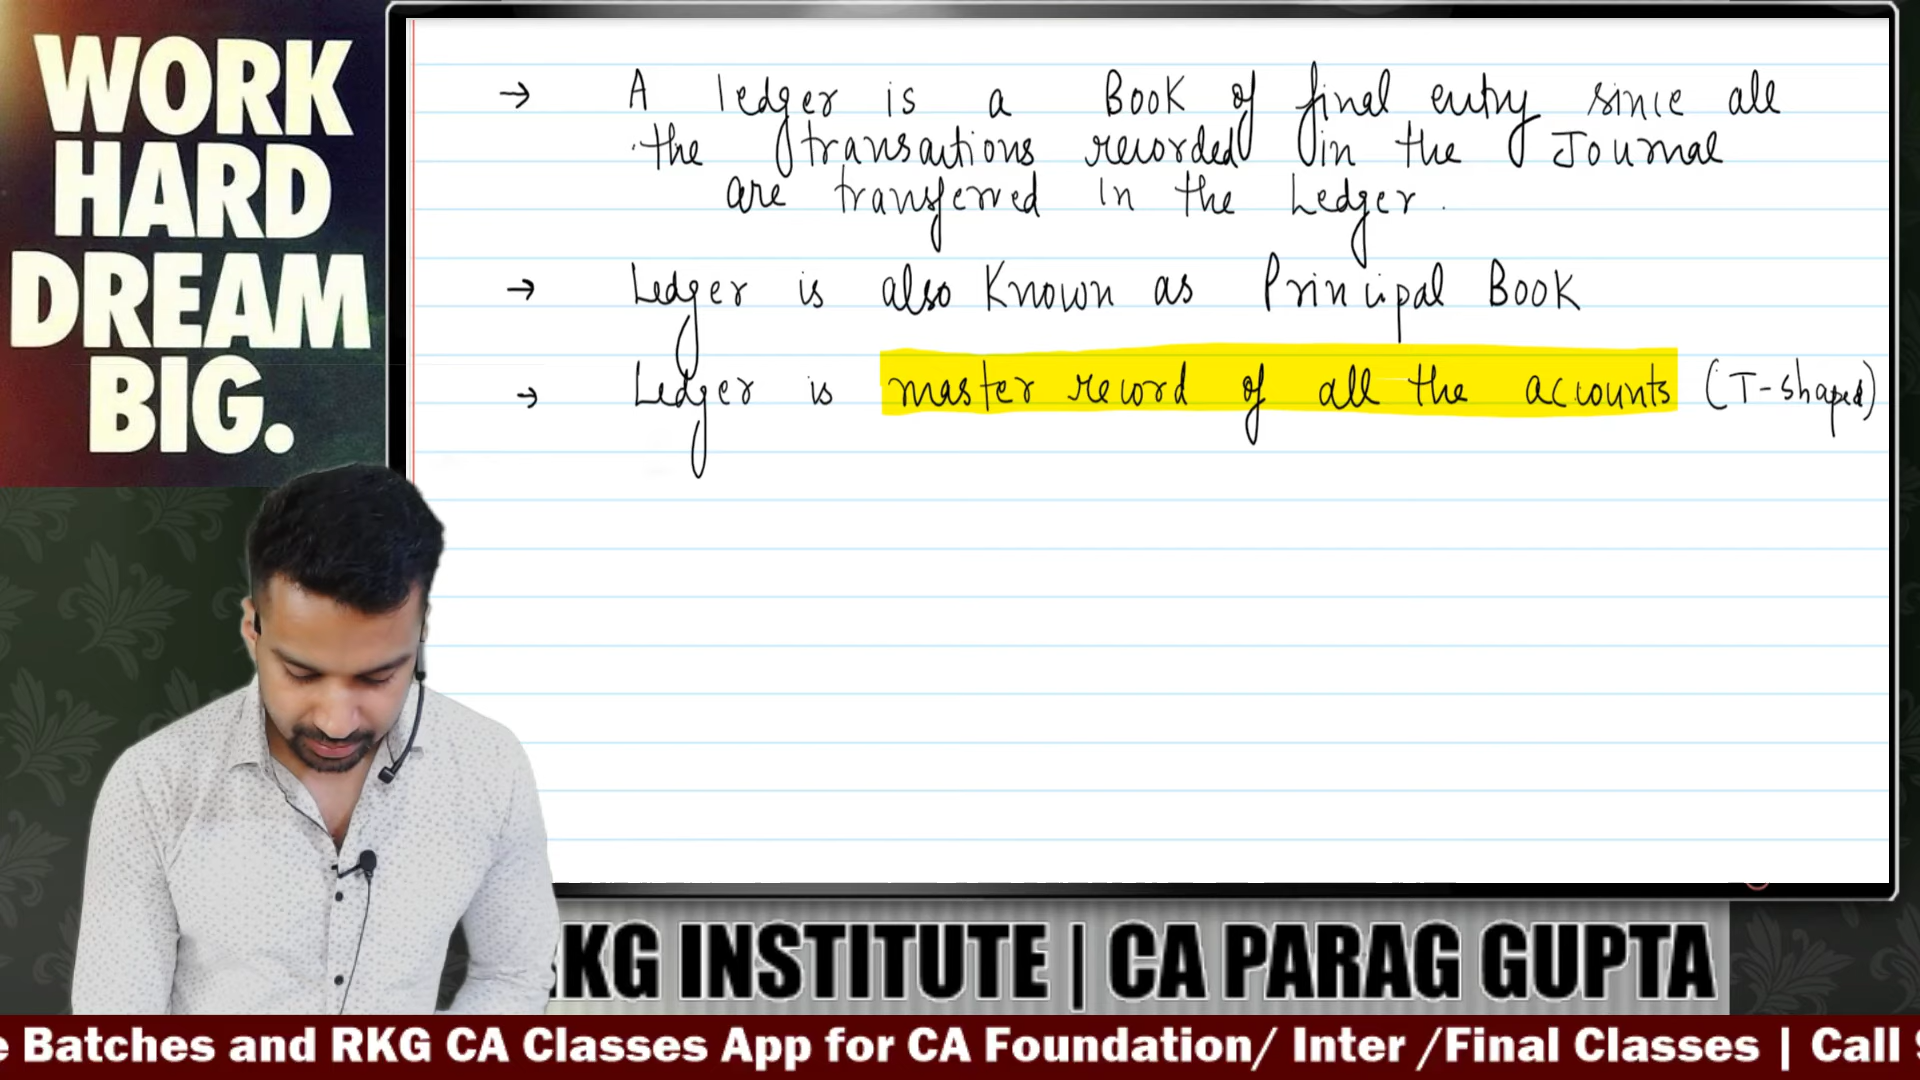 WORK
HARD
DREAM
BIG.
→ A ledger is a Book of final entry since all
the transactions recorded in the Journal
are transferred in the Ledger.
→ Ledger is also Known as Principal Book
→ Ledger is master record of all the accounts (T-shaped)
KG INSTITUTE | CA PARAG GUPTA
e Batches and RKG CA Classes App for CA Foundation/ Inter /Final Classes | Call